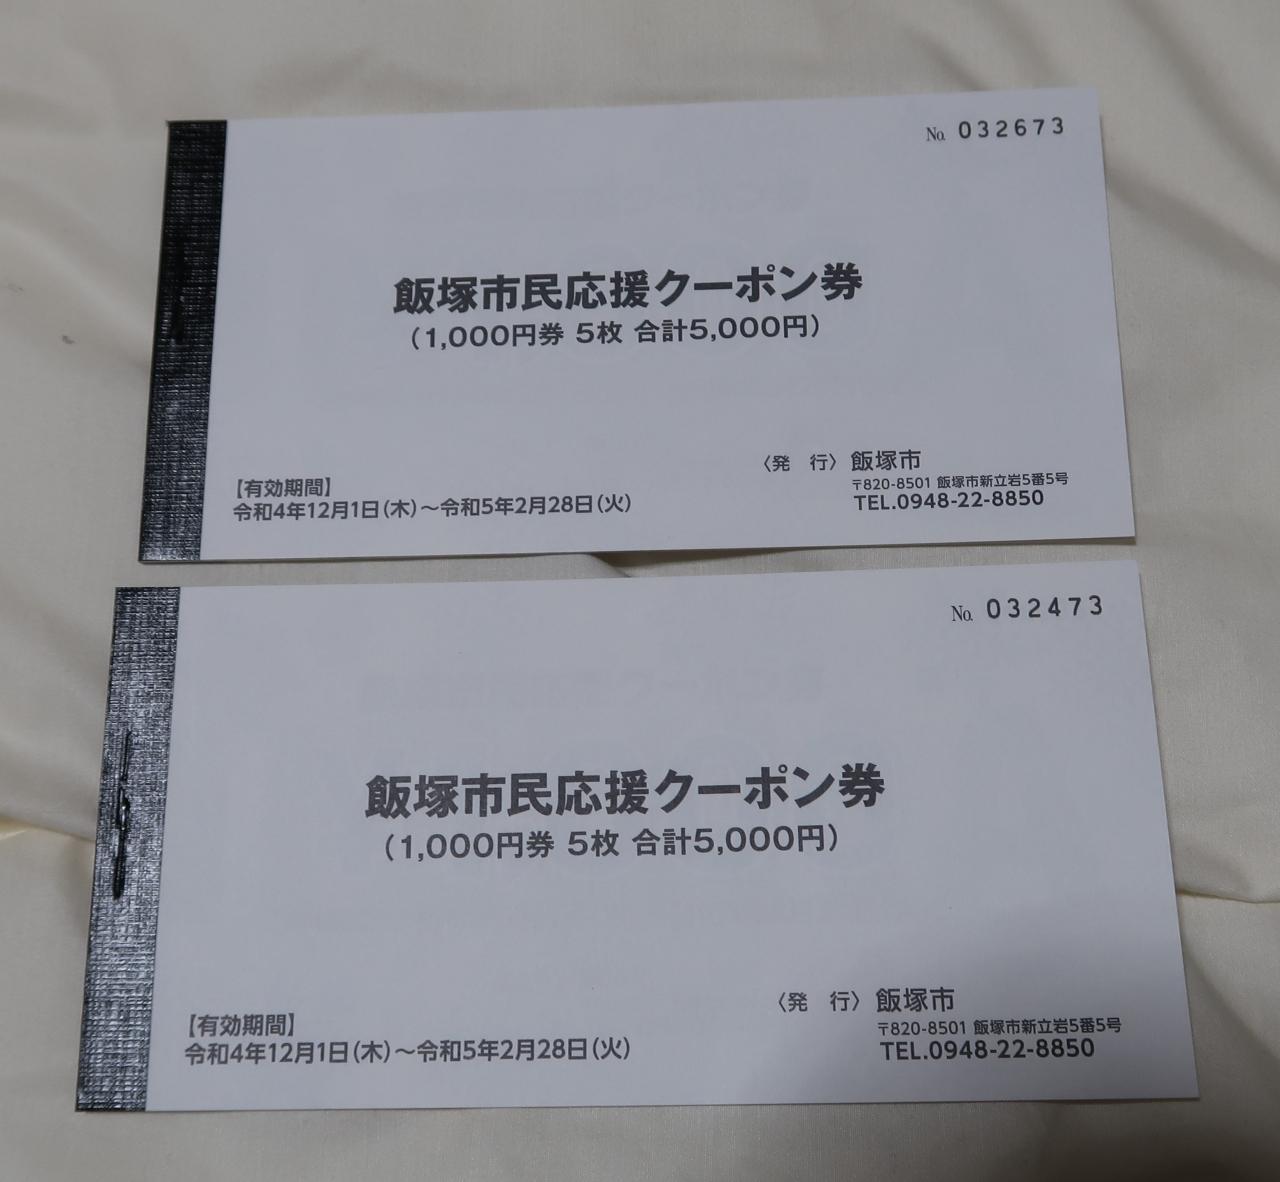 № 032673
飯塚市民応援クーポン券
（1,000円券 5枚 合計5,000円）
〈発　行〉飯塚市
〒820-8501 飯塚市新立岩5番5号
TEL.0948-22-8850
【有効期間】
令和4年12月1日（木）～令和5年2月28日（火）
№ 032473
飯塚市民応援クーポン券
（1,000円券 5枚 合計5,000円）
〈発　行〉飯塚市
〒820-8501 飯塚市新立岩5番5号
TEL.0948-22-8850
【有効期間】
令和4年12月1日（木）～令和5年2月28日（火）